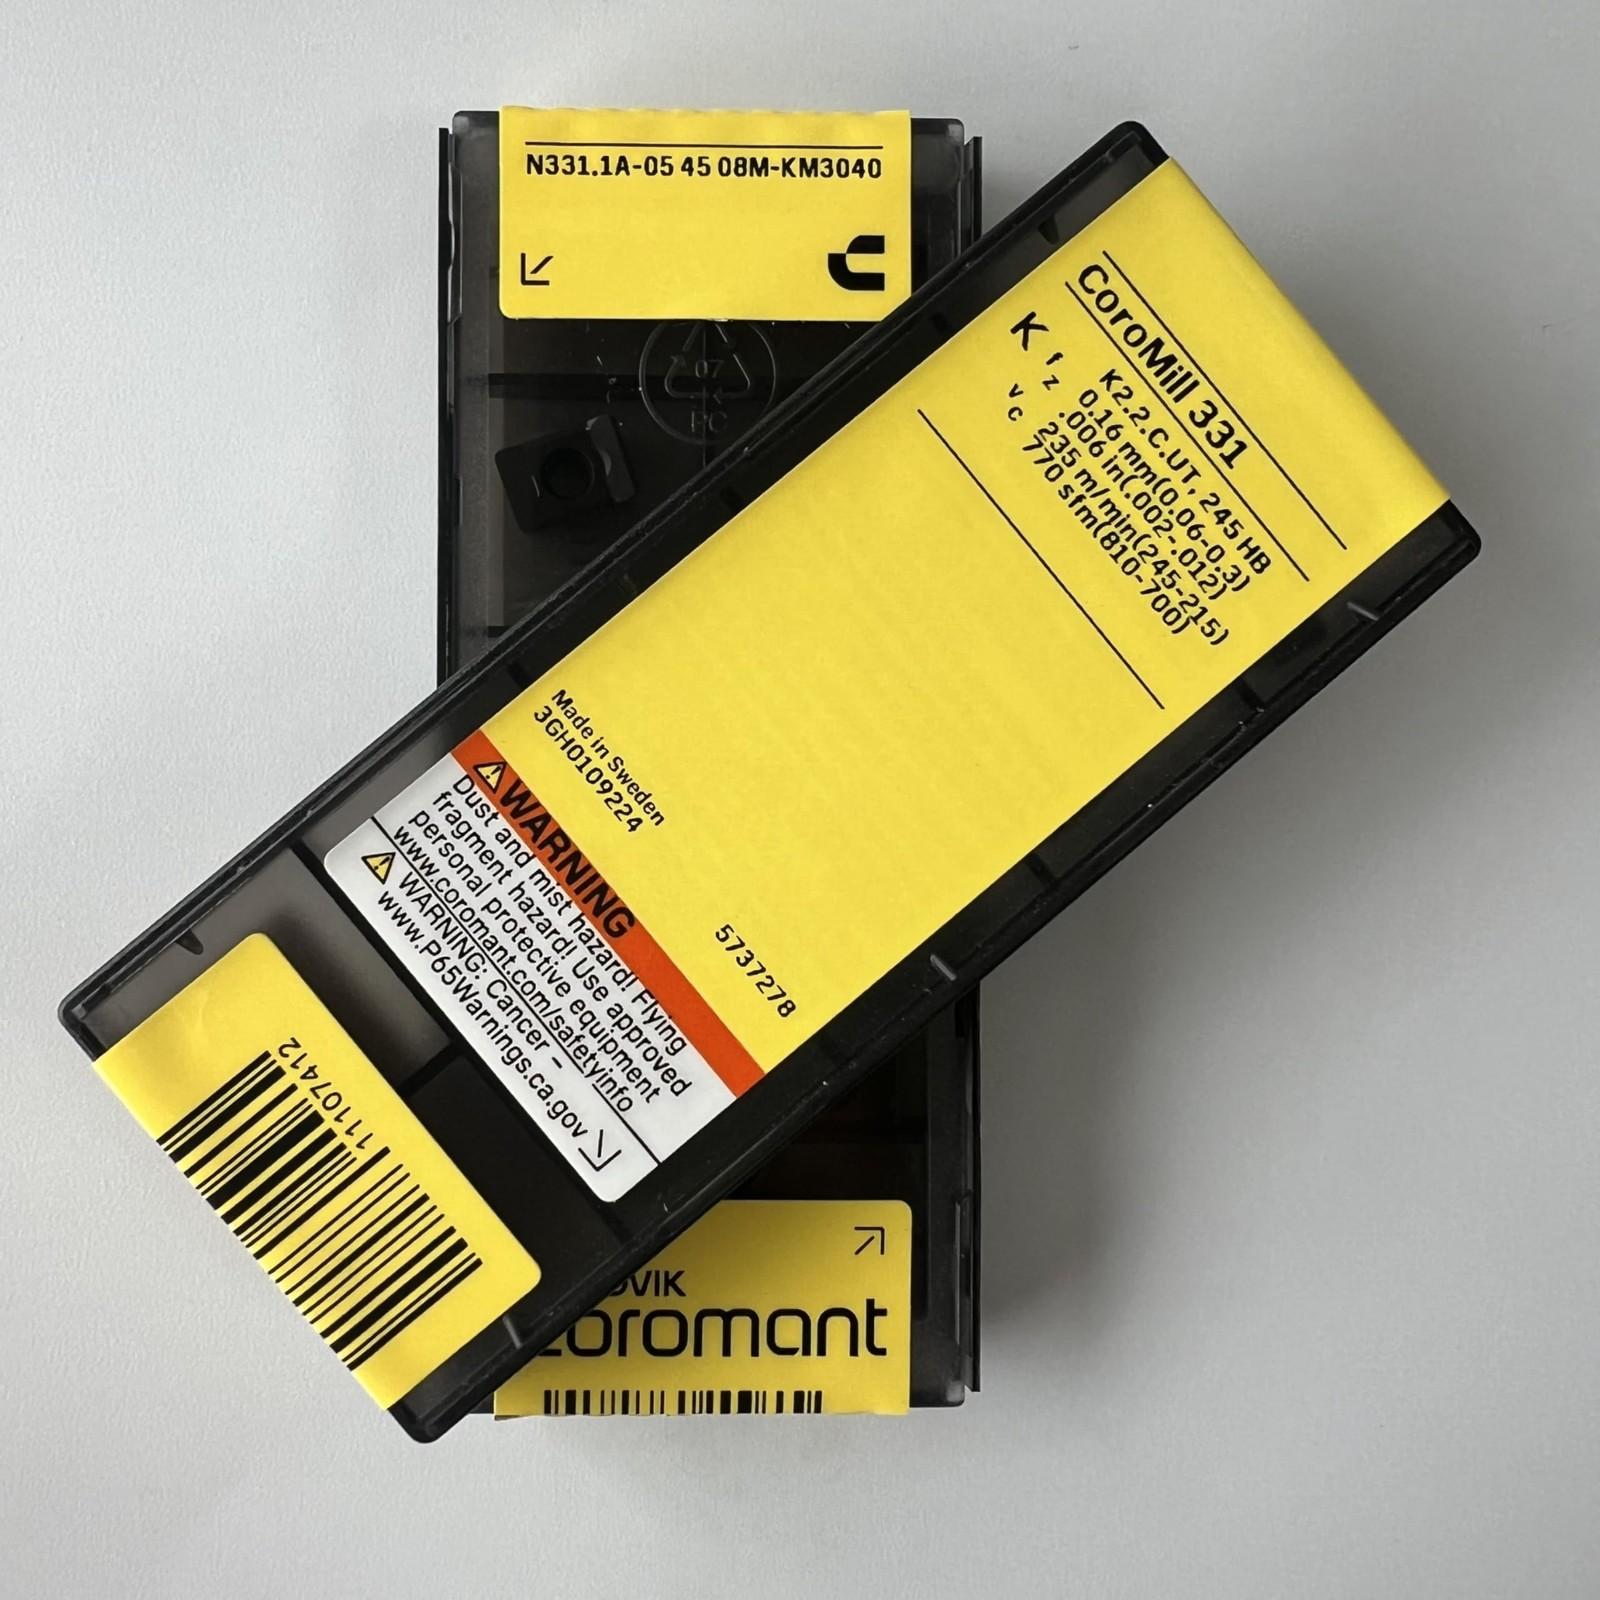 N331.1A-05 45 08M-KM3040
07
PC
CoroMill 331
K
K2.2.C.UT, 245 HB
fz
0.16 mm(0.06-0.3)
.006 in(.002-.012)
vc
235 m/min(245-215)
770 sfm(810-700)
Made in Sweden
3GH0109224
5737278
WARNING
Dust and mist hazard! Flying
fragment hazard! Use approved
personal protective equipment
www.coromant.com/safetyinfo
WARNING: Cancer –
www.P65Warnings.ca.gov
11107412
coromant